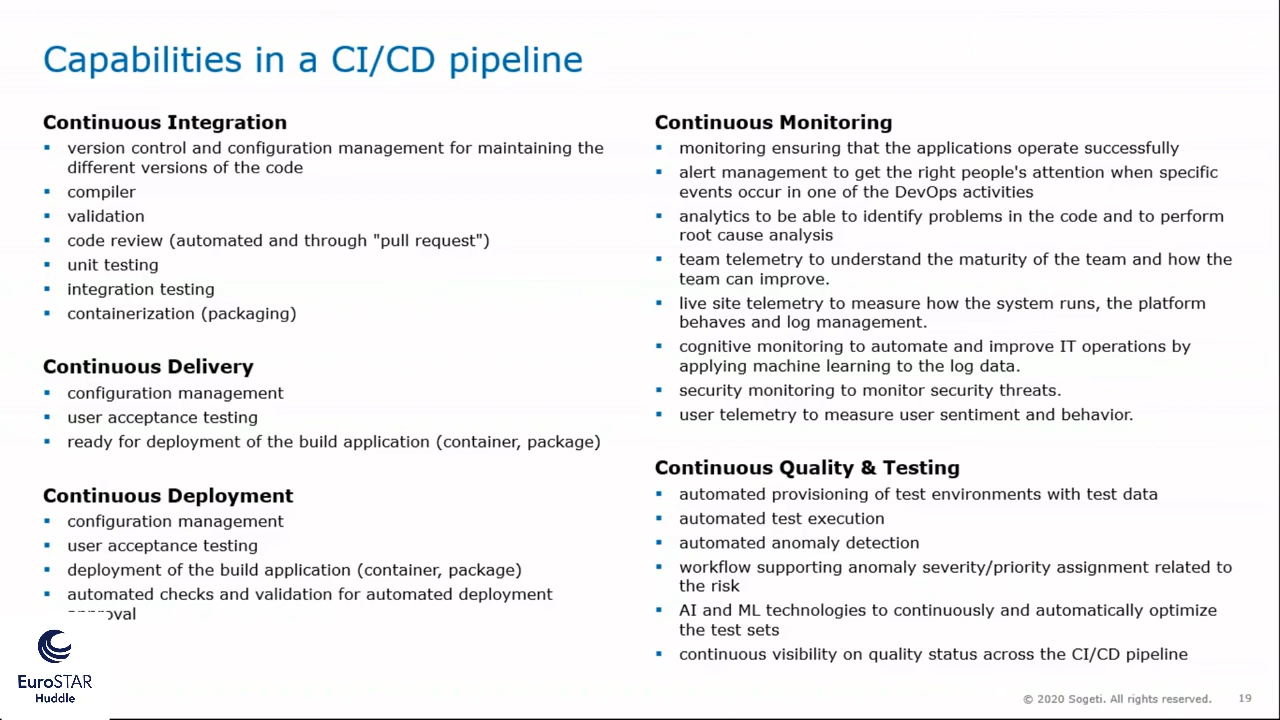 Capabilities in a CI/CD pipeline
Continuous Integration
▪ version control and configuration management for maintaining the
different versions of the code
▪ compiler
▪ validation
▪ code review (automated and through "pull request")
▪ unit testing
▪ integration testing
▪ containerization (packaging)
Continuous Delivery
▪ configuration management
▪ user acceptance testing
▪ ready for deployment of the build application (container, package)
Continuous Deployment
▪ configuration management
▪ user acceptance testing
▪ deployment of the build application (container, package)
▪ automated checks and validation for automated deployment
approval
Continuous Monitoring
▪ monitoring ensuring that the applications operate successfully
▪ alert management to get the right people's attention when specific
events occur in one of the DevOps activities
▪ analytics to be able to identify problems in the code and to perform
root cause analysis
▪ team telemetry to understand the maturity of the team and how the
team can improve.
▪ live site telemetry to measure how the system runs, the platform
behaves and log management.
▪ cognitive monitoring to automate and improve IT operations by
applying machine learning to the log data.
▪ security monitoring to monitor security threats.
▪ user telemetry to measure user sentiment and behavior.
Continuous Quality & Testing
▪ automated provisioning of test environments with test data
▪ automated test execution
▪ automated anomaly detection
▪ workflow supporting anomaly severity/priority assignment related to
the risk
▪ AI and ML technologies to continuously and automatically optimize
the test sets
▪ continuous visibility on quality status across the CI/CD pipeline
EuroSTAR
Huddle
© 2020 Sogeti. All rights reserved. 19